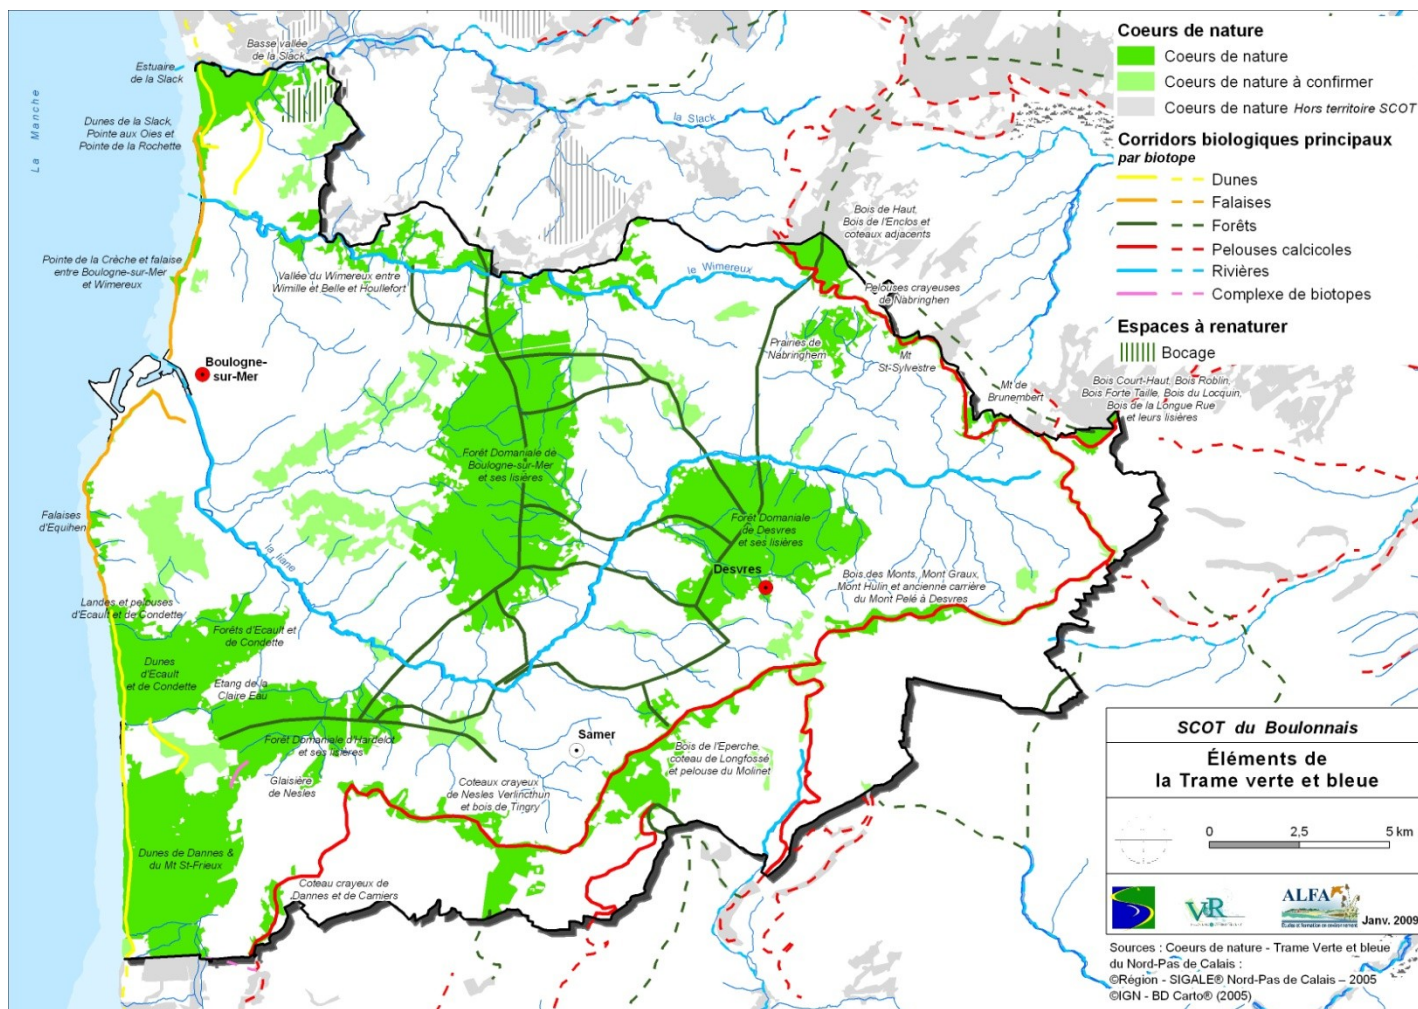 Coeurs de nature
Coeurs de nature
Coeurs de nature à confirmer
Coeurs de nature Hors territoire SCOT
Corridors biologiques principaux
par biotope
Dunes
Falaises
Forêts
Pelouses calcicoles
Rivières
Complexe de biotopes
Espaces à renaturer
Bocage
La Manche
Basse vallée
de la Slack
Estuaire
de la Slack
Dunes de la Slack,
Pointe aux Oies et
Pointe de la Rochette
la Slack
Bois de Haut,
Bois de l'Enclos et
coteaux adjacents
Pointe de la Crèche et falaise
entre Boulogne-sur-Mer
et Wimereux
Vallée du Wimereux entre
Wimille et Belle et Houllefort
le Wimereux
Pelouses crayeuses
de Nabringhen
Prairies de
Nabringhem
Mt
St-Sylvestre
Mt de
Brunembert
Bois Court-Haut, Bois Roblin,
Bois Forte Taille, Bois du Locquin,
Bois de la Longue Rue
et leurs lisières
Boulogne-
sur-Mer
Forêt Domaniale de
Boulogne-sur-Mer
et ses lisières
Falaises
d'Equihen
la liane
Forêt Domaniale
de Desvres
et ses lisières
Desvres
Bois des Monts, Mont Graux,
Mont Hulin et ancienne carrière
du Mont Pelé à Desvres
Landes et pelouses
d'Ecault et de Condette
Forêts d'Ecault et
de Condette
Dunes
d'Ecault
et de Condette
Etang de la
Claire Eau
Forêt Domaniale d'Hardelot
et ses lisières
Samer
Bois de l'Eperche,
coteau de Longfossé
et pelouse du Molinet
Glaisière
de Nesles
Coteaux crayeux
de Nesles Verlincthun
et bois de Tingry
Dunes de Dannes &
du Mt St-Frieux
Coteau crayeux de
Dannes et de Camiers
SCOT du Boulonnais
Éléments de
la Trame verte et bleue
0 2,5 5 km
ALFA
Janv. 2009
Sources : Coeurs de nature - Trame Verte et bleue
du Nord-Pas de Calais :
©Région - SIGALE® Nord-Pas de Calais – 2005
©IGN - BD Carto® (2005)